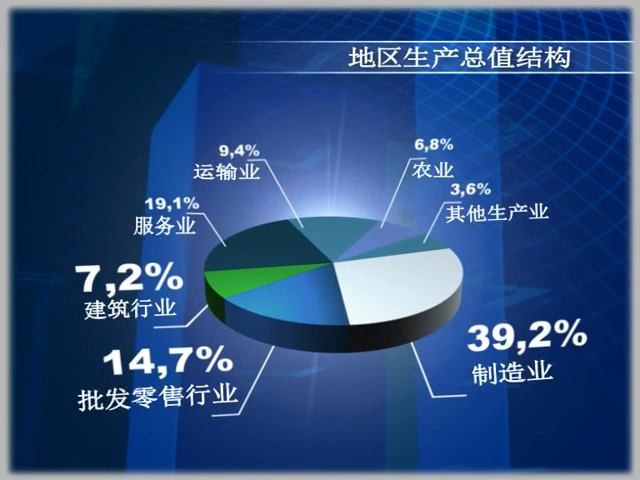 地区生产总值结构
6,8%
农业
9,4%
运输业
3,6%
其他生产业
19,1%
服务业
7,2%
建筑行业
39,2%
制造业
14,7%
批发零售行业